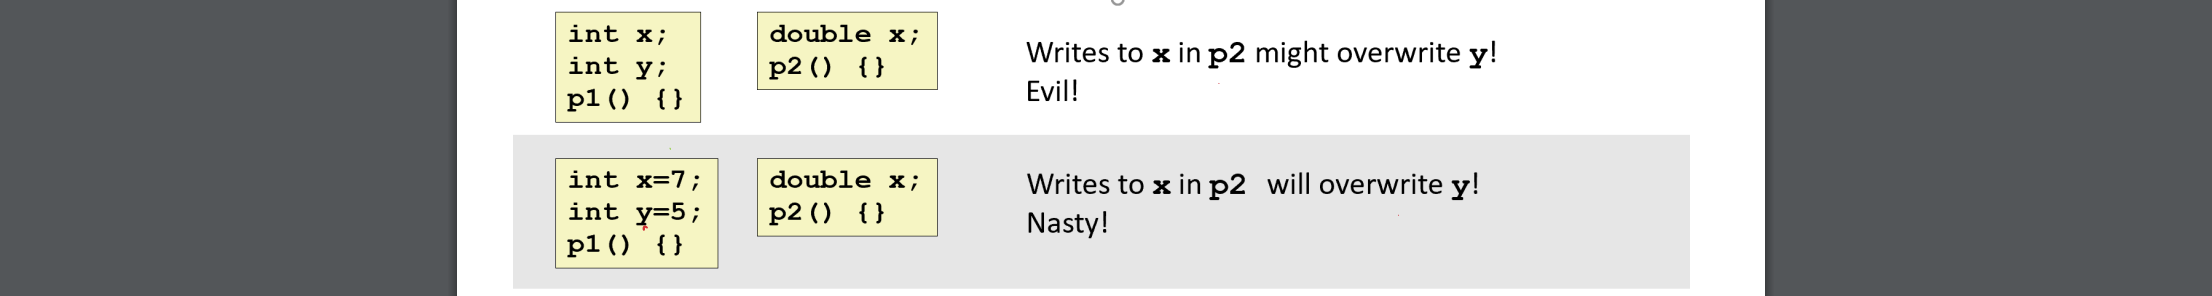 int x;
int y;
p1() {}
double x;
p2() {}
Writes to x in p2 might overwrite y!
Evil!
int x=7;
int y=5;
p1() {}
double x;
p2() {}
Writes to x in p2 will overwrite y!
Nasty!